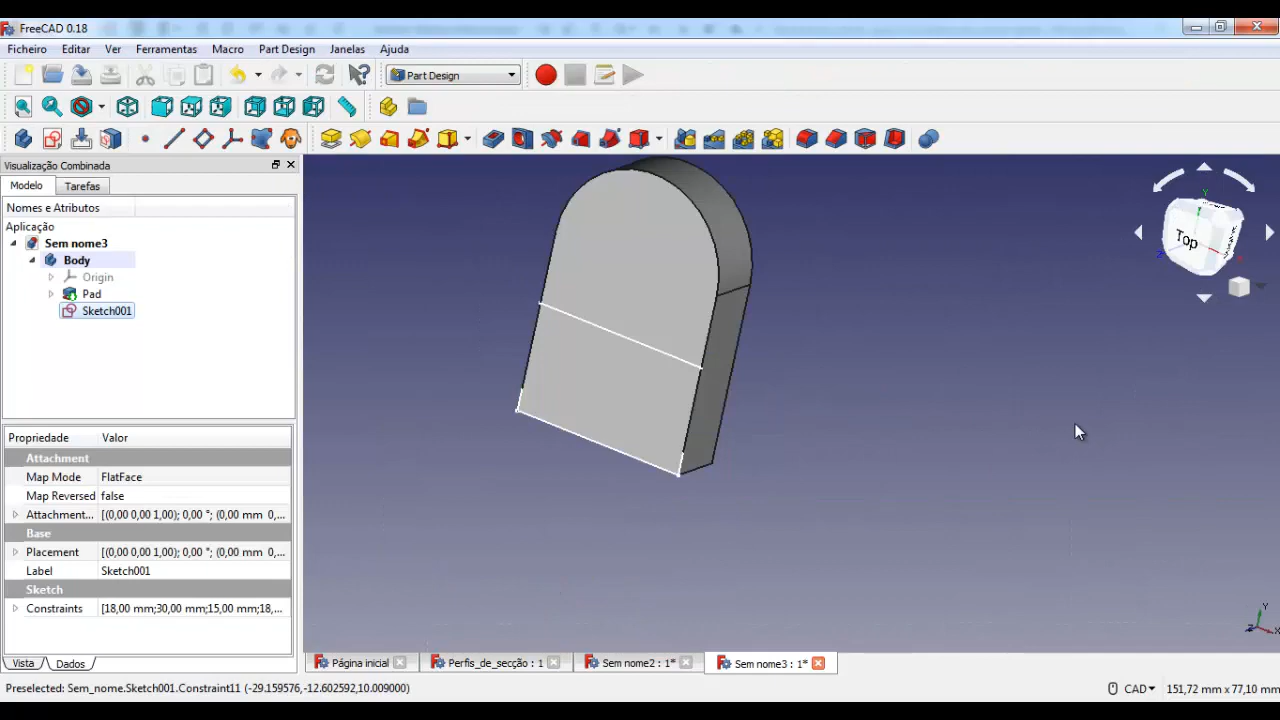 FreeCAD 0.18
Ficheiro Editar Ver Ferramentas Macro Part Design Janelas Ajuda
Part Design
Visualização Combinada
Modelo Tarefas
Nomes e Atributos
Aplicação
Sem nome3
Body
Origin
Pad
Sketch001
Top
Y
Z
X
Propriedade Valor
Attachment
Map Mode FlatFace
Map Reversed false
Attachment... [(0,00 0,00 1,00); 0,00 °; (0,00 mm 0,...
Base
Placement [(0,00 0,00 1,00); 0,00 °; (0,00 mm 0,...
Label Sketch001
Sketch
Constraints [18,00 mm;30,00 mm;15,00 mm;18,...
Y
Z X
Vista Dados
Página inicial Perfis_de_secção : 1 Sem nome2 : 1* Sem nome3 : 1*
Preselected: Sem_nome.Sketch001.Constraint11 (-29.159576,-12.602592,10.009000) CAD 151,72 mm x 77,10 mm